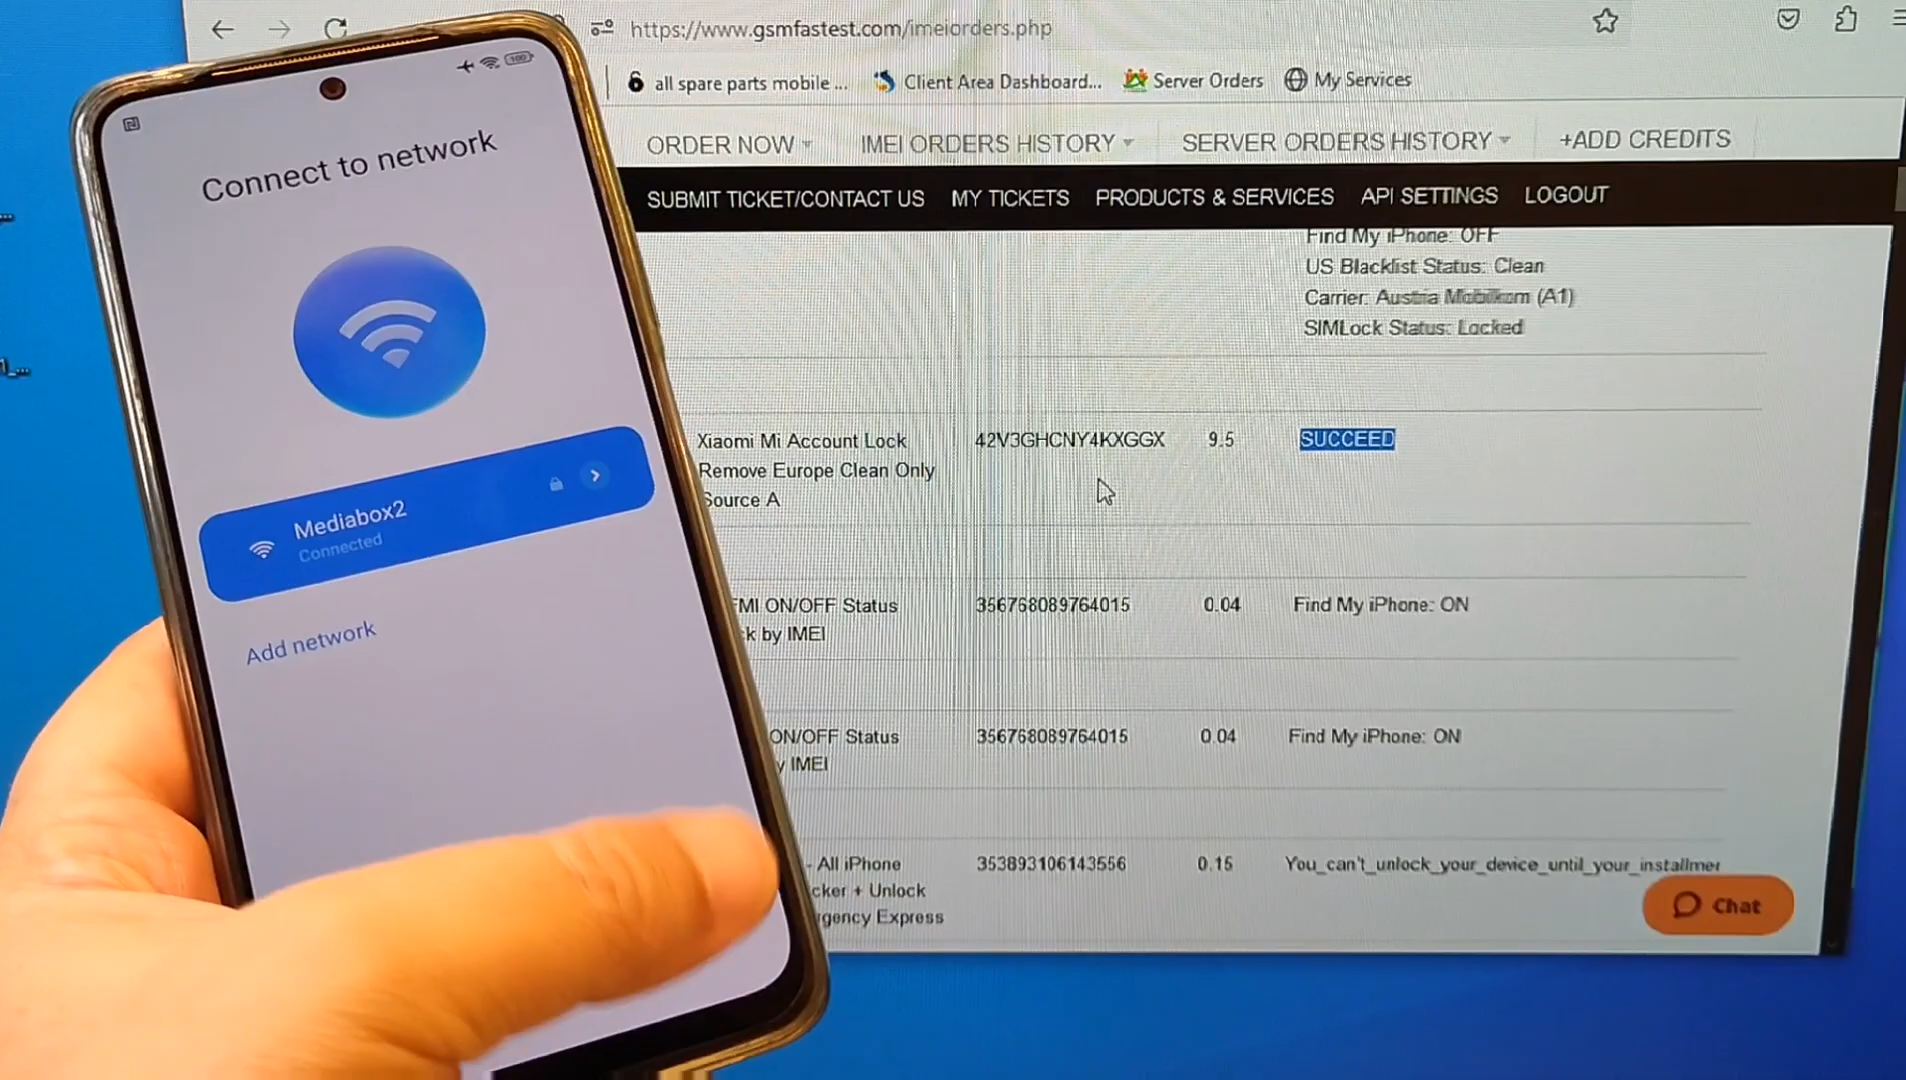 https://www.gsmfastest.com/imeiorders.php
all spare parts mobile ...
Client Area Dashboard...
Server Orders
My Services
ORDER NOW
IMEI ORDERS HISTORY
SERVER ORDERS HISTORY
+ADD CREDITS
SUBMIT TICKET/CONTACT US
MY TICKETS
PRODUCTS & SERVICES
API SETTINGS
LOGOUT
Find My iPhone: OFF
US Blacklist Status: Clean
Carrier: Austria Mobilkom (A1)
SIMLock Status: Locked
Xiaomi Mi Account Lock
Remove Europe Clean Only
Source A
42V3GHCNY4KXGGX
9.5
SUCCEED
FMI ON/OFF Status
k by IMEI
356768089764015
0.04
Find My iPhone: ON
ON/OFF Status
y IMEI
356768089764015
0.04
Find My iPhone: ON
- All iPhone
cker + Unlock
rgency Express
353893106143556
0.15
You_can't_unlock_your_device_until_your_installmer
Chat
100
Connect to network
Mediabox2
Connected
Add network